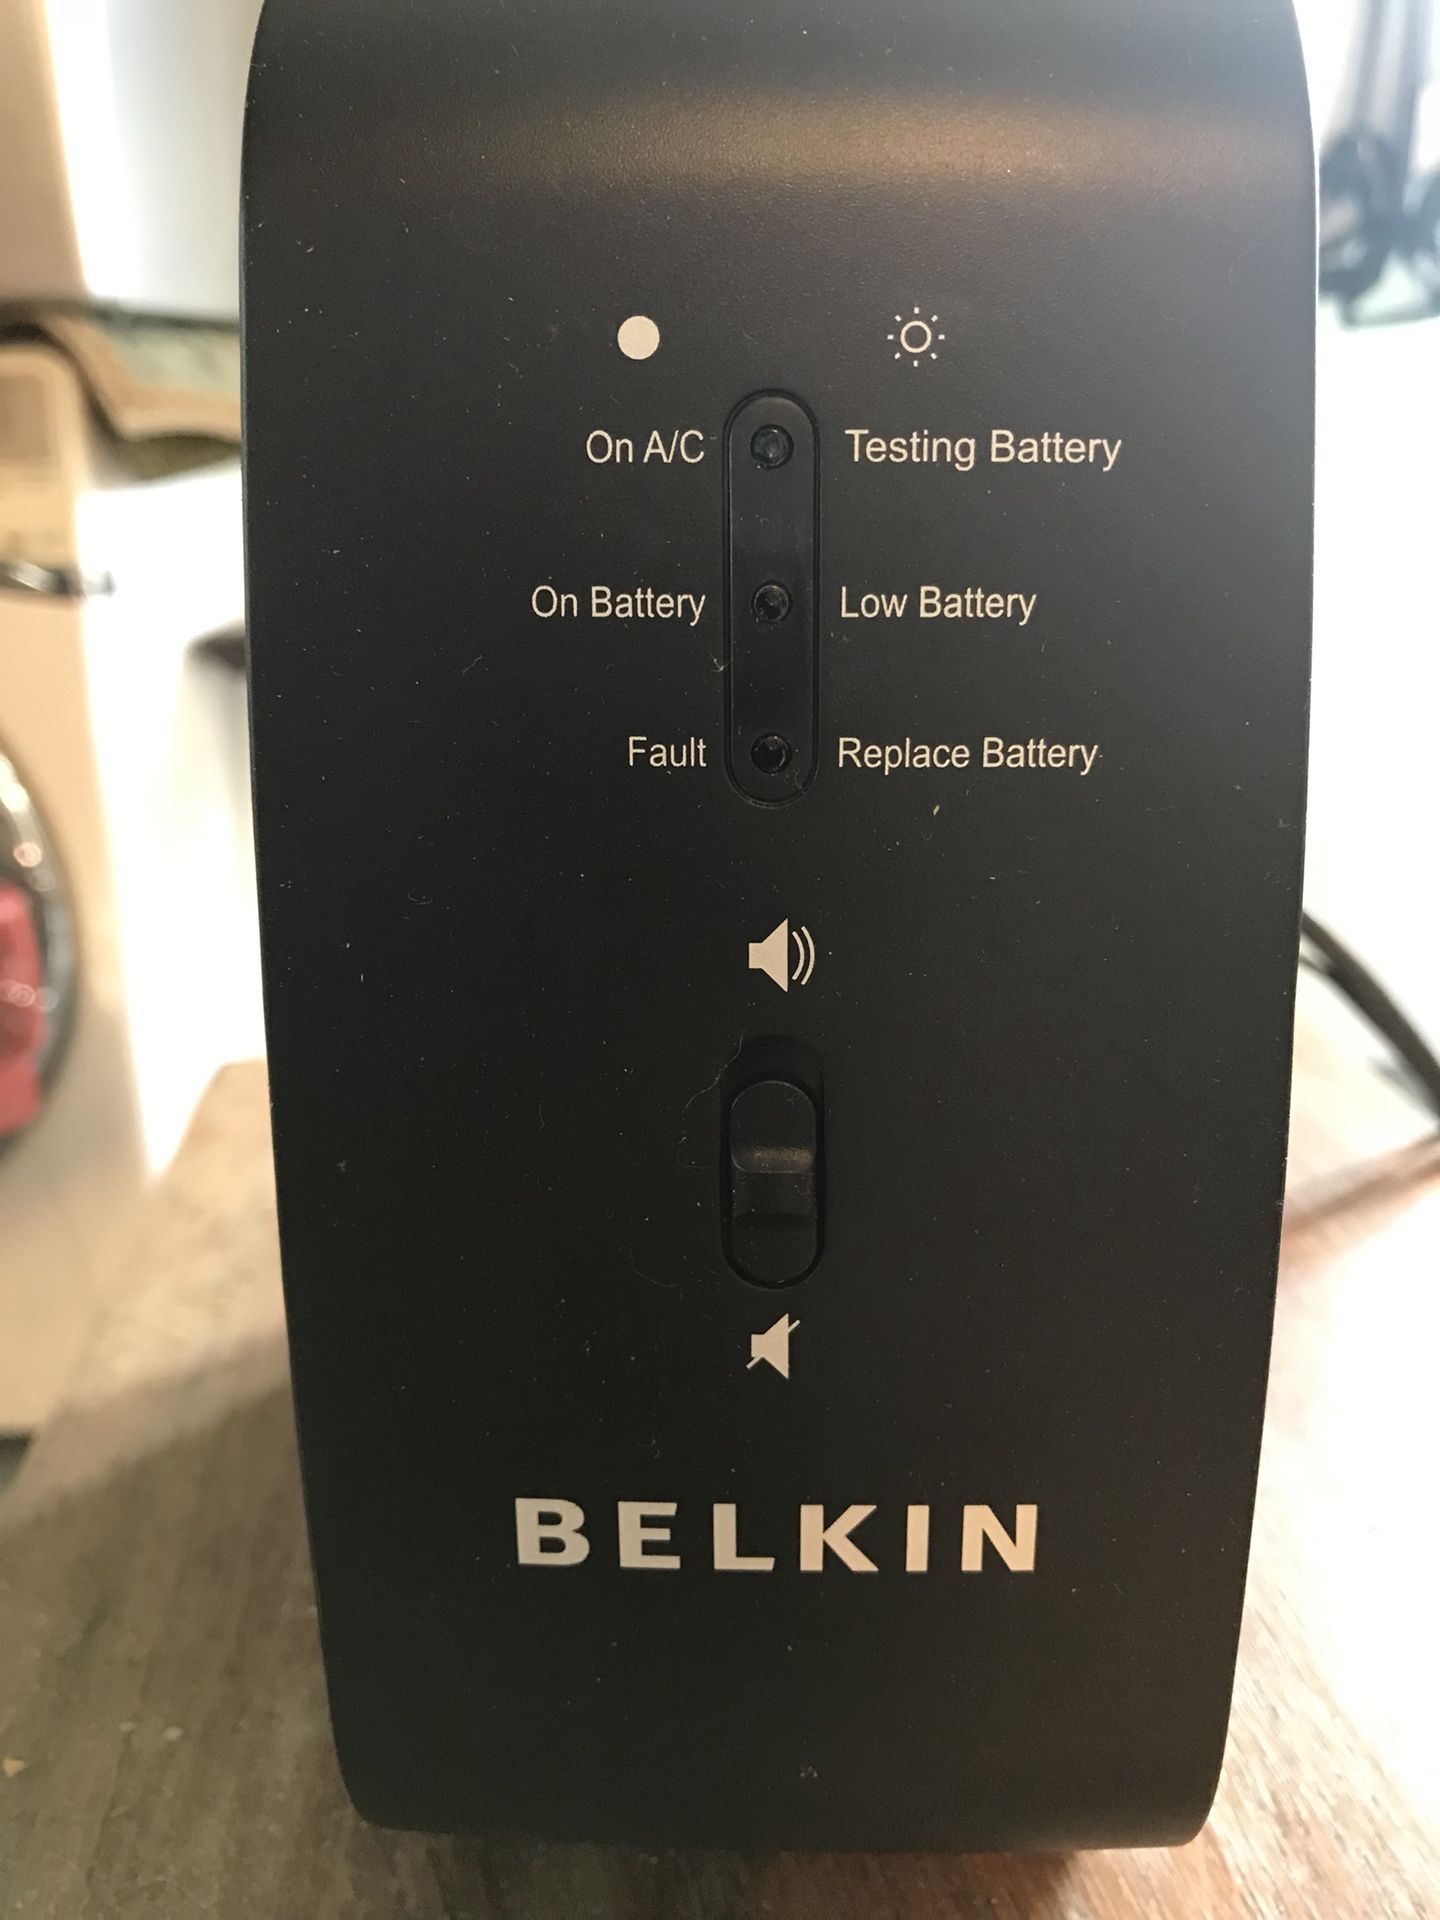 On A/C Testing Battery
On Battery Low Battery
Fault Replace Battery
BELKIN